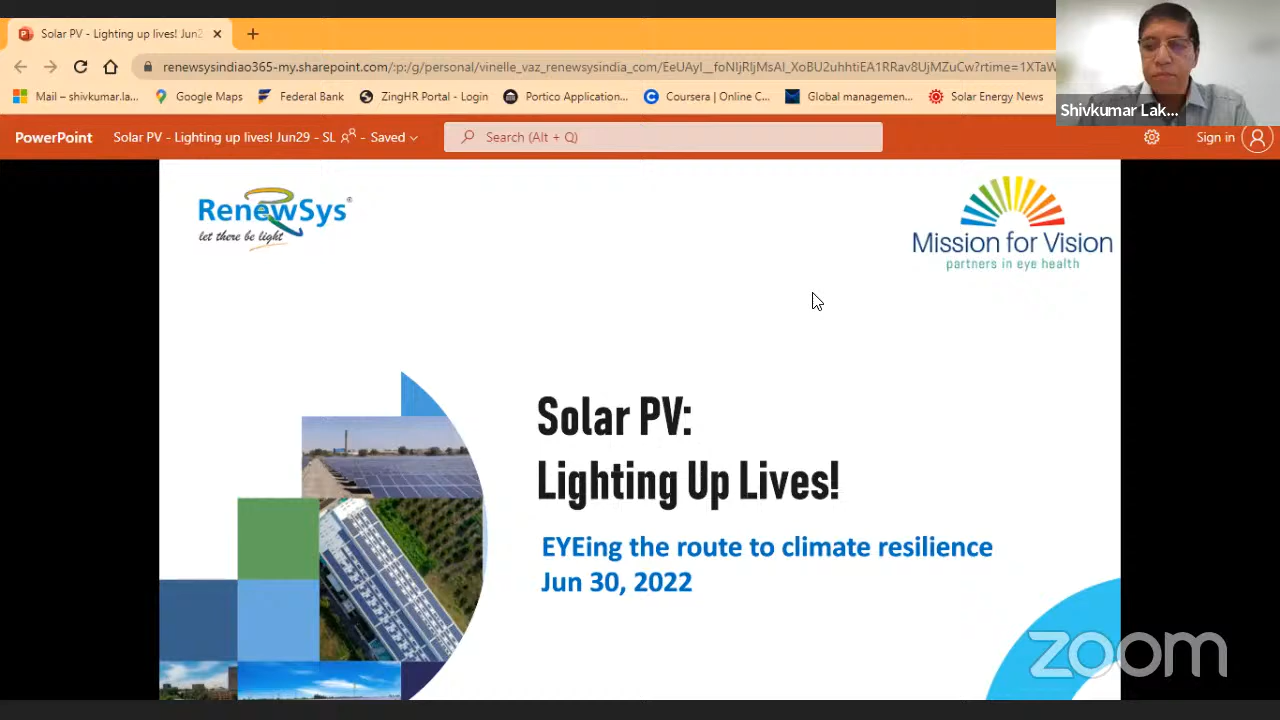 Solar PV - Lighting up lives! Jun2
renewsysindiao365-my.sharepoint.com/:p:/g/personal/vinelle_vaz_renewsysindia_com/
Mail – shivkumar.la...
Google Maps
Federal Bank
ZingHR Portal - Login
Portico Application...
Coursera | Online C...
Global managemen...
Solar Energy News
Shivkumar Lak...
PowerPoint
Solar PV - Lighting up lives! Jun29 - SL - Saved
Search (Alt + Q)
Sign in
RenewSys®
let there be light
Mission for Vision
partners in eye health
Solar PV:
Lighting Up Lives!
EYEing the route to climate resilience
Jun 30, 2022
zoom